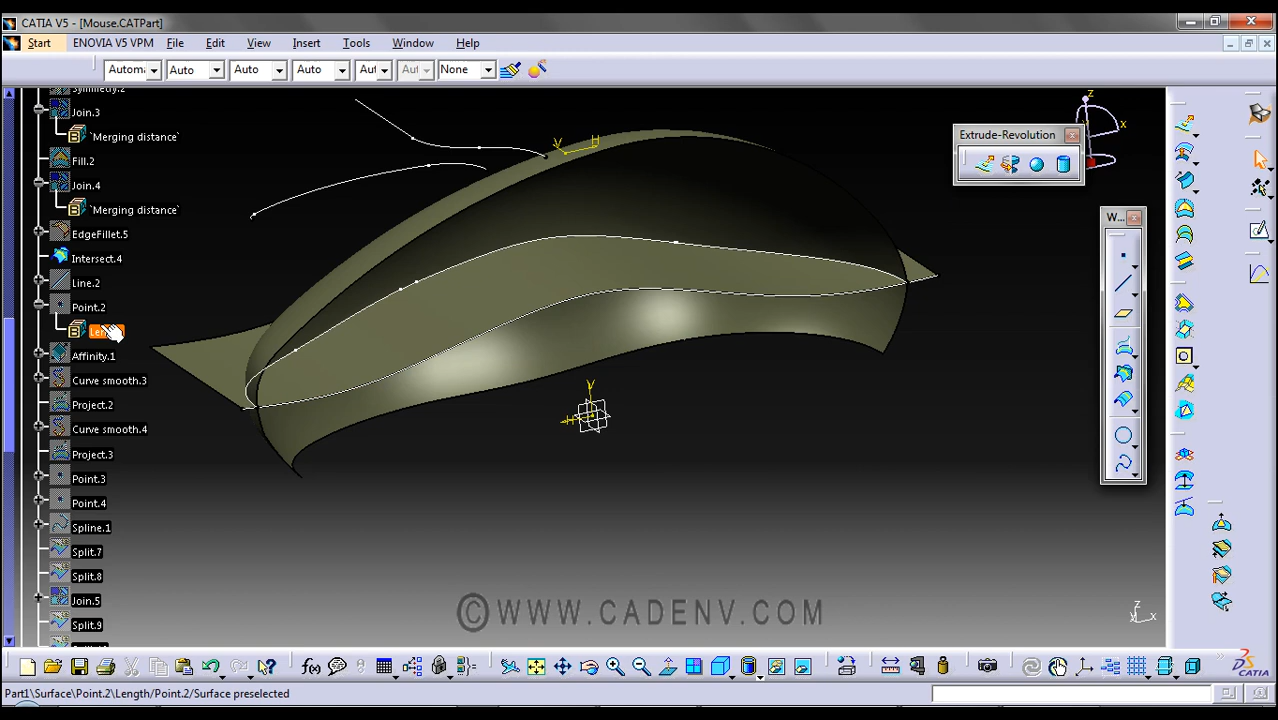 CATIA V5 - [Mouse.CATPart]
Start ENOVIA V5 VPM File Edit View Insert Tools Window Help
Automa Auto Auto Auto Aut Aut None
Symmetry.2
Join.3
`Merging distance`
Fill.2
Join.4
`Merging distance`
EdgeFillet.5
Intersect.4
Line.2
Point.2
Affinity.1
Curve smooth.3
Project.2
Curve smooth.4
Project.3
Point.3
Point.4
Spline.1
Split.7
Split.8
Join.5
Split.9
V H
z
x
Extrude-Revolution
W...
V
H
z
y x
©WWW.CADENV.COM
f(x)
CATIA
Part1\Surface\Point.2\Length/Point.2/Surface preselected